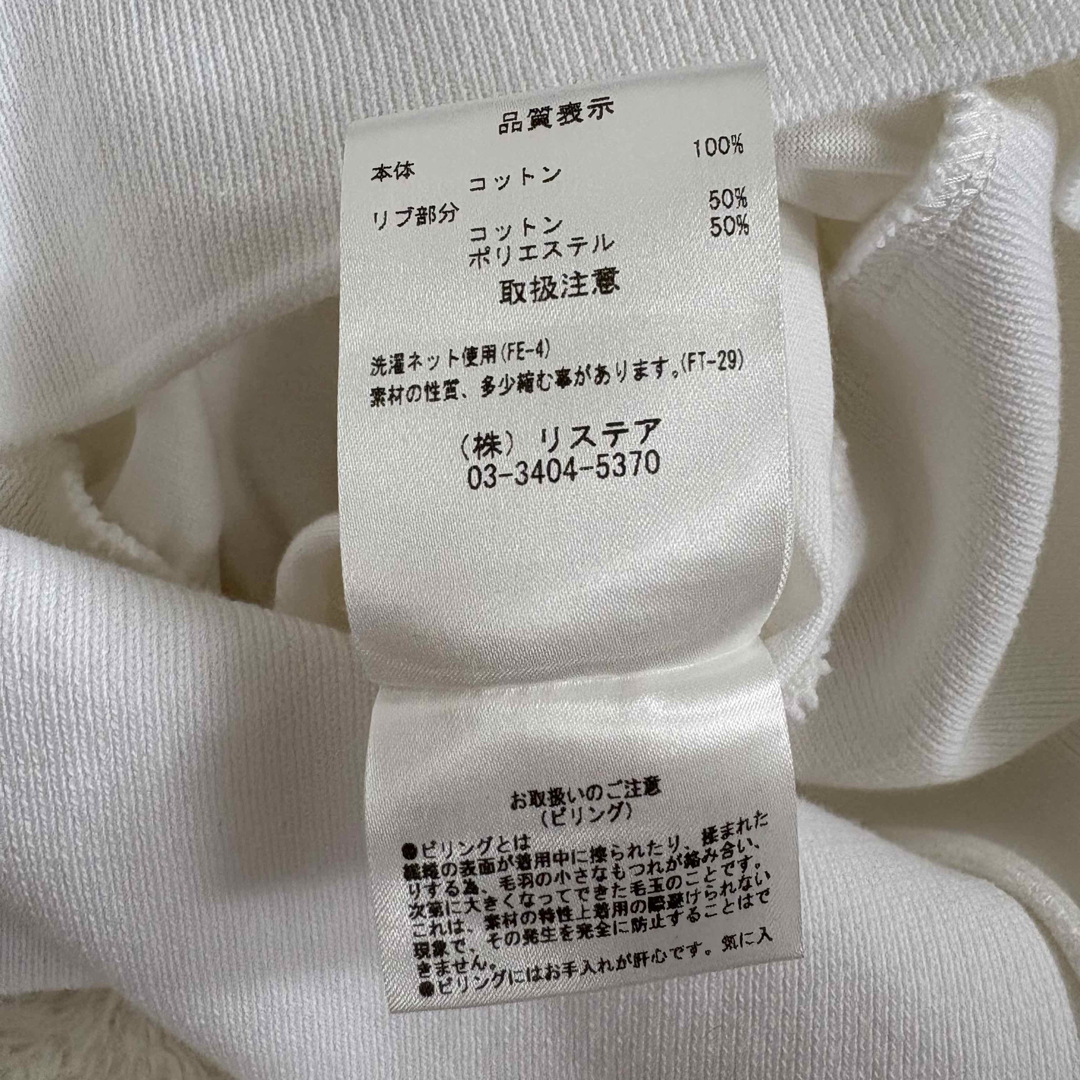 品質表示
本体
コットン 100%
リブ部分
コットン 50%
ポリエステル 50%
取扱注意
洗濯ネット使用(FE-4)
素材の性質、多少縮む事があります。(FT-29)
(株) リステア
03-3404-5370
お取扱いのご注意
(ピリング)
●ピリングとは
繊維の表面が着用中に擦られたり、揉まれた
りする為、毛羽の小さなもつれが絡み合い、
次第に大きくなってできた毛玉のことです。
これは、素材の特性上着用の際避けられない
現象で、その発生を完全に防止することはで
きません。
●ピリングにはお手入れが肝心です。気に入